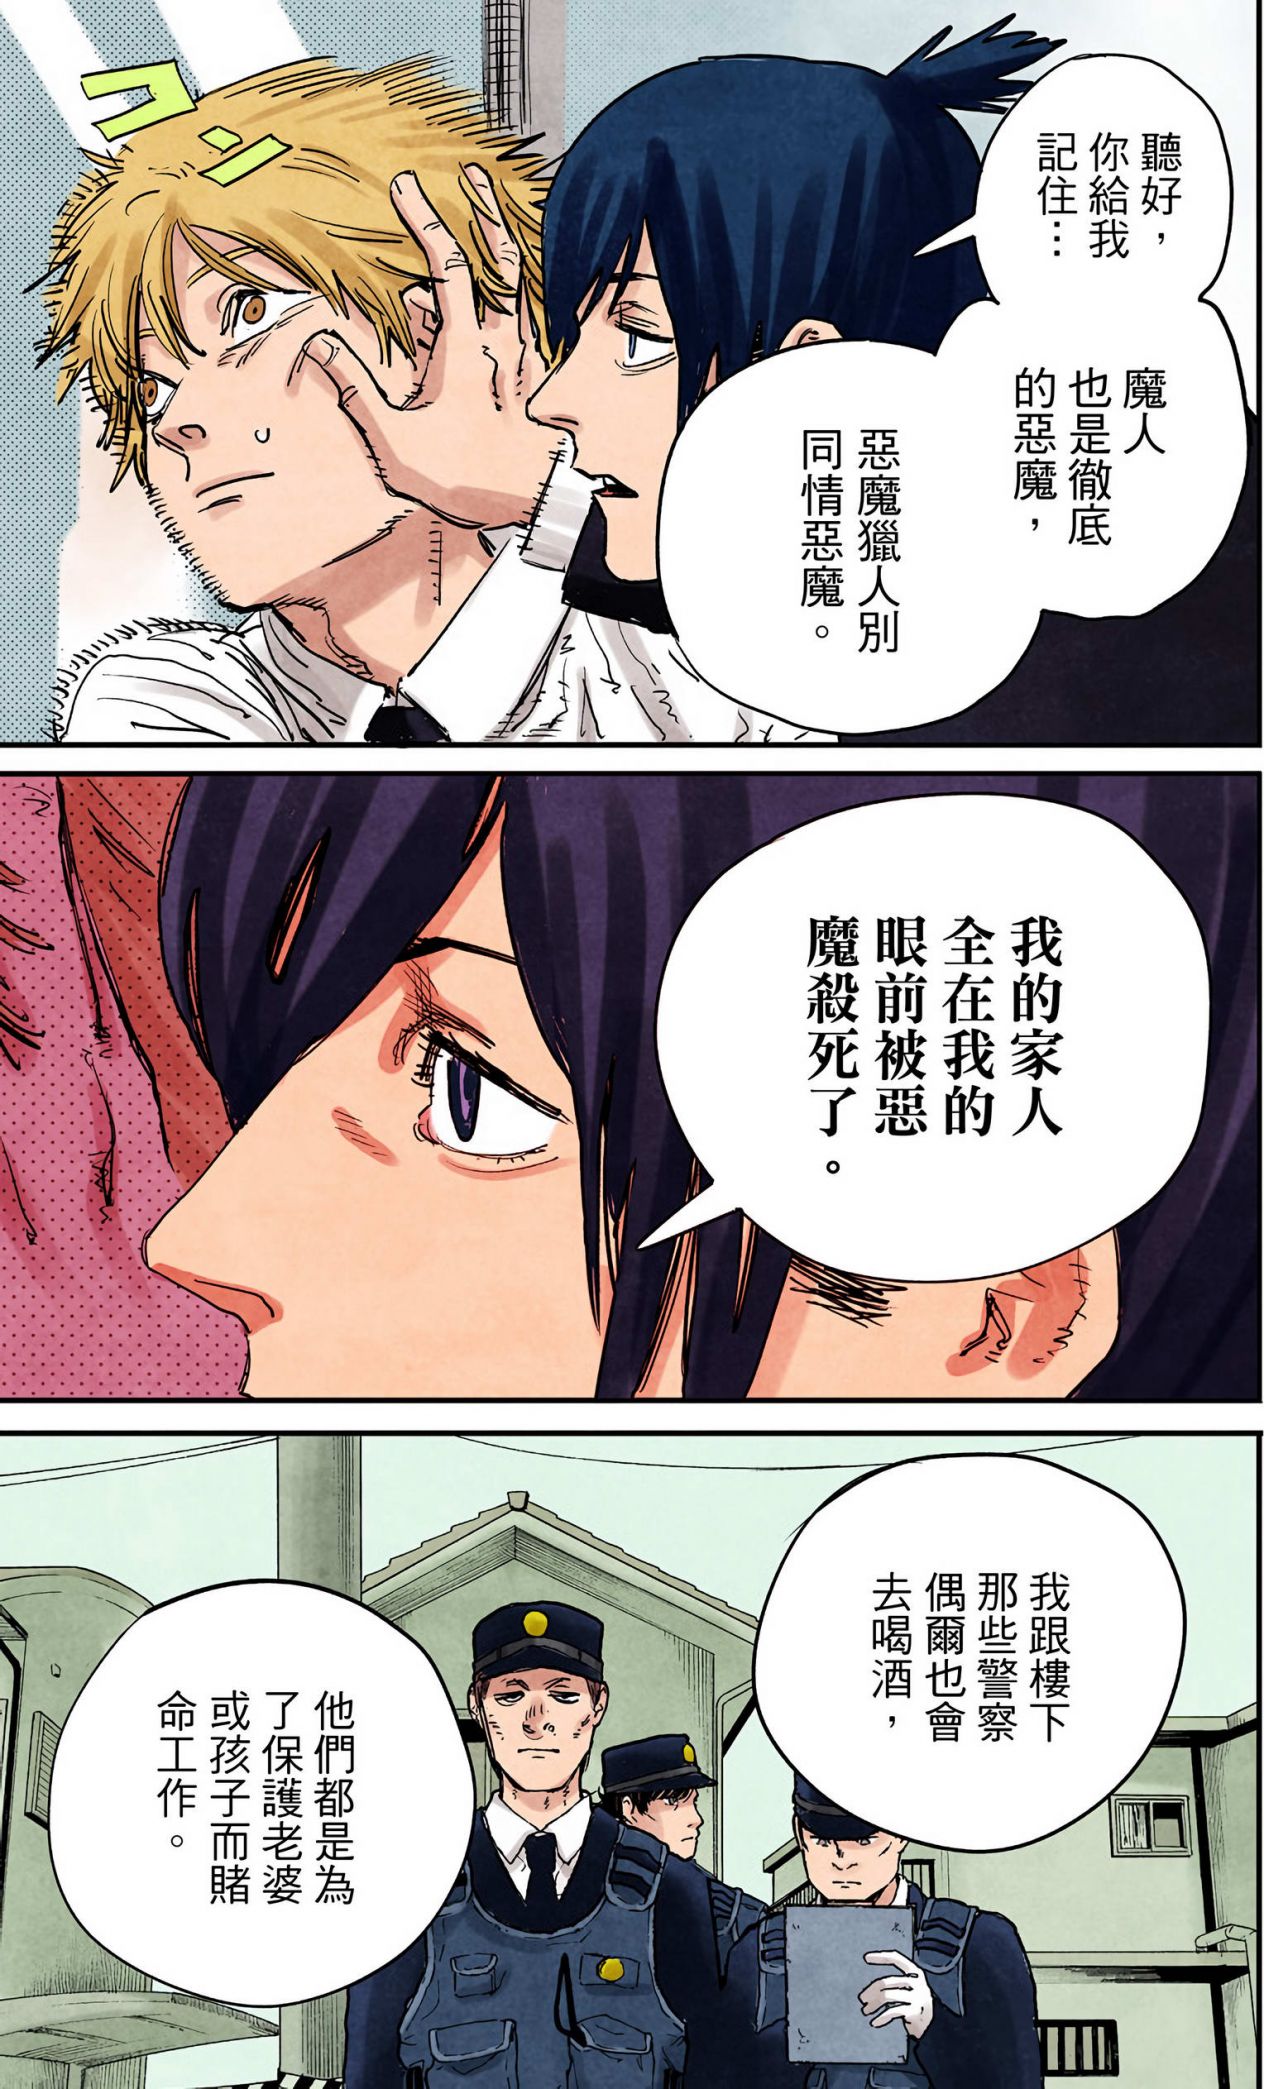 聽好，
你給我
記住…
魔人
也是徹底
的惡魔，
惡魔獵人別
同情惡魔。
コン
我的家人
全在我的
眼前被惡
魔殺死了。
我跟樓下
那些警察
偶爾也會
去喝酒，
他們都是為
了保護老婆
或孩子而賭
命工作。